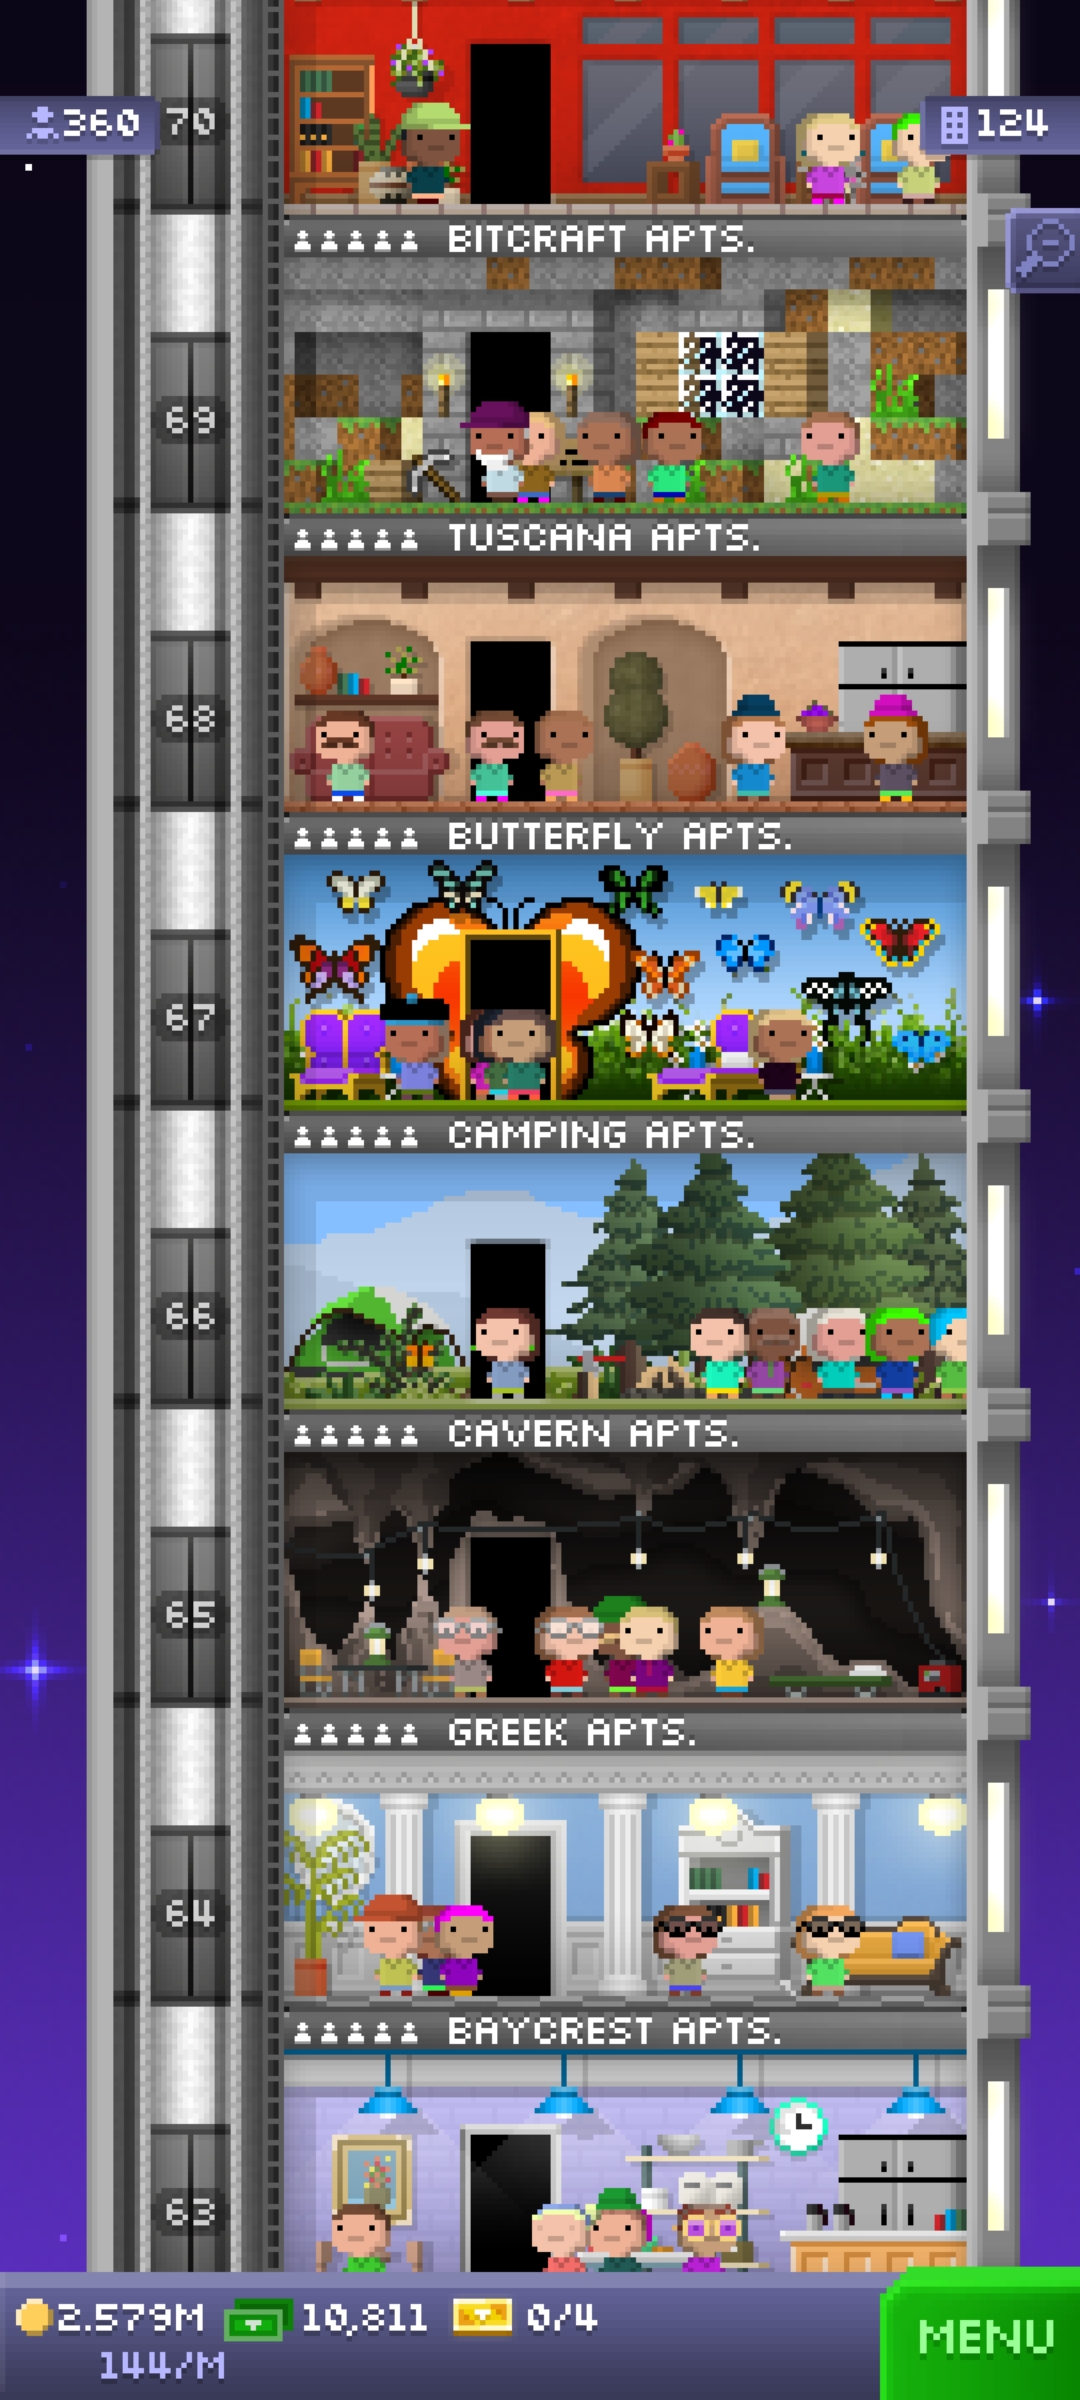 360
70
124
BITCRAFT APTS.
69
TUSCANA APTS.
68
BUTTERFLY APTS.
67
CAMPING APTS.
66
CAVERN APTS.
65
GREEK APTS.
64
BAYCREST APTS.
63
2.579M 10,811 0/4
144/M
MENU